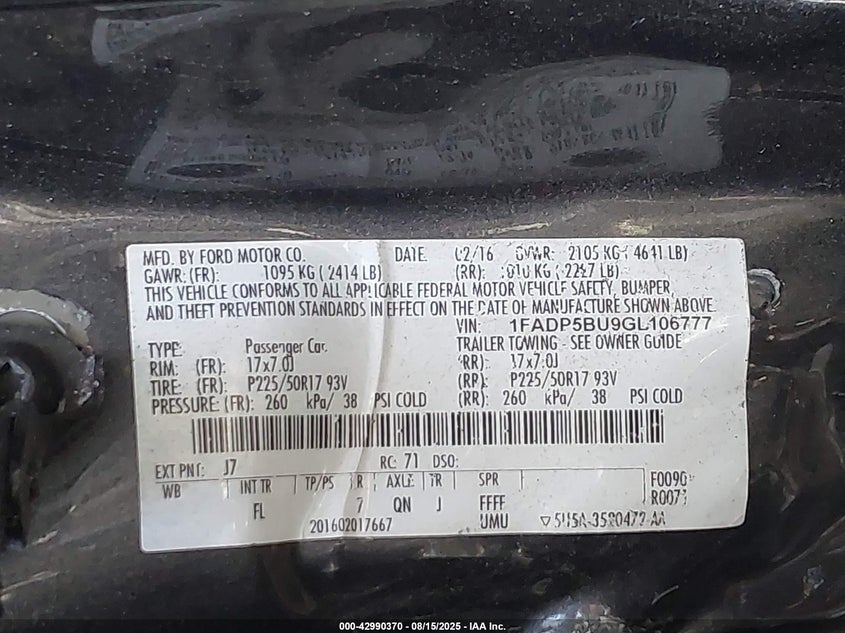 MFD. BY FORD MOTOR CO. DATE: 02/16 GVWR: 2105 KG ( 4641 LB)
GAWR: (FR): 1095 KG ( 2414 LB) (RR): 1010 KG ( 2227 LB)
THIS VEHICLE CONFORMS TO ALL APPLICABLE FEDERAL MOTOR VEHICLE SAFETY, BUMPER,
AND THEFT PREVENTION STANDARDS IN EFFECT ON THE DATE OF MANUFACTURE SHOWN ABOVE.
VIN: 1FADP5BU9GL106777
TYPE: Passenger Car. TRAILER TOWING - SEE OWNER GUIDE
RIM: (FR): 17x7.0J (RR): 17x7.0J
TIRE: (FR): P225/50R17 93V (RR): P225/50R17 93V
PRESSURE: (FR): 260 kPa/ 38 PSI COLD (RR): 260 kPa/ 38 PSI COLD
EXT PNT: J7 RC: 71 DSO:
WB INT TR TP/PS R AXLE TR SPR
FL 7 QN J FFFF
201602017667 UMU
000-42990370 - 08/15/2025 - IAA Inc.